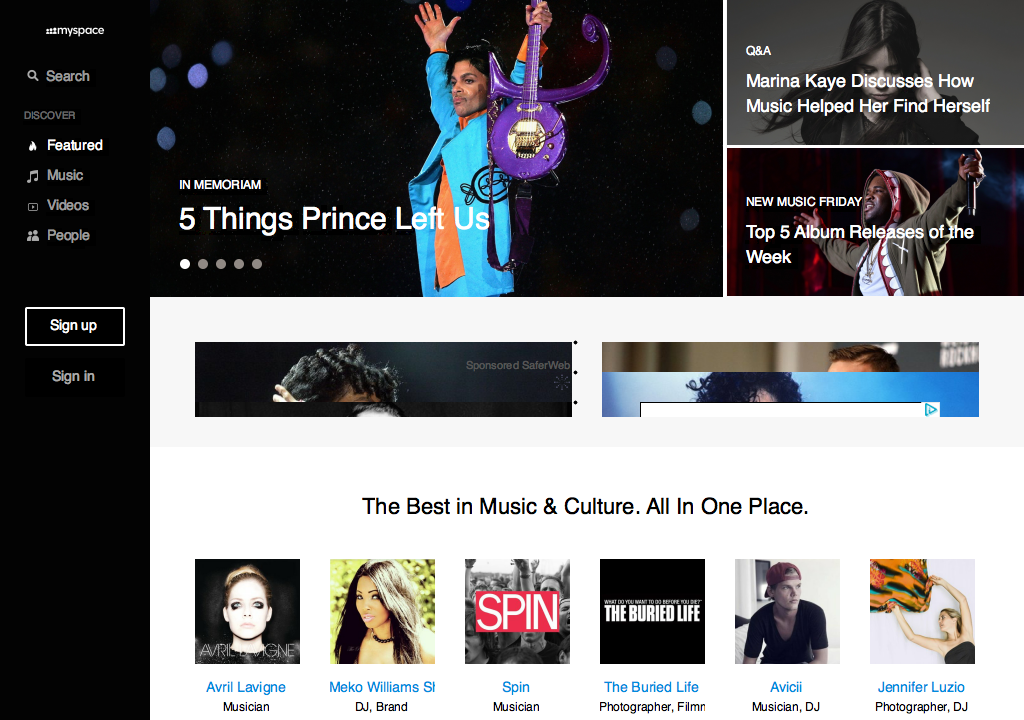 myspace
Search
DISCOVER
Featured
Music
Videos
People
Sign up
Sign in
IN MEMORIAM
5 Things Prince Left Us
Q&A
Marina Kaye Discusses How
Music Helped Her Find Herself
NEW MUSIC FRIDAY
Top 5 Album Releases of the
Week
Sponsored SaferWeb
The Best in Music & Culture. All In One Place.
AVRIL LAVIGNE
SPIN
WHAT DO YOU WANT TO DO BEFORE YOU DIE?
THE BURIED LIFE
Avril Lavigne
Musician
Meko Williams Sh
DJ, Brand
Spin
Musician
The Buried Life
Photographer, Filmm
Avicii
Musician, DJ
Jennifer Luzio
Photographer, DJ